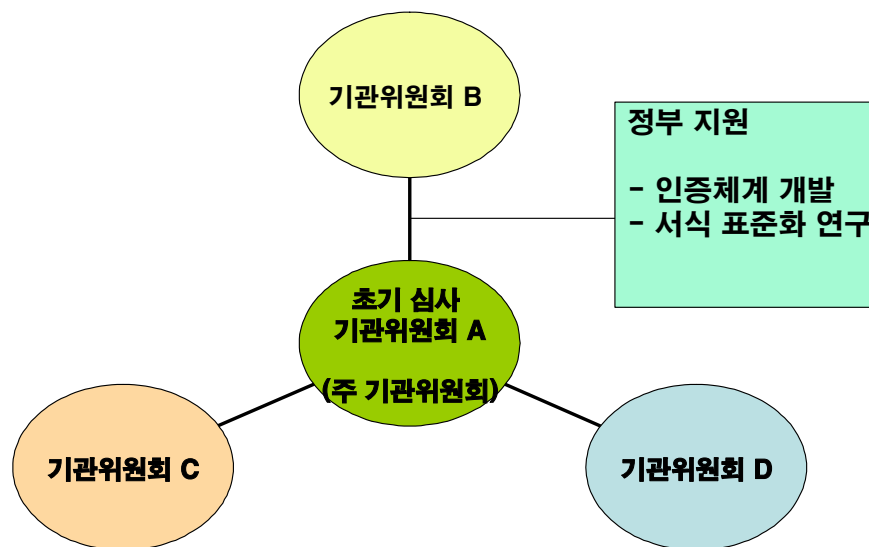 기관위원회 B
정부 지원
- 인증체계 개발
- 서식 표준화 연구
초기 심사
기관위원회 A
(주 기관위원회)
기관위원회 C
기관위원회 D